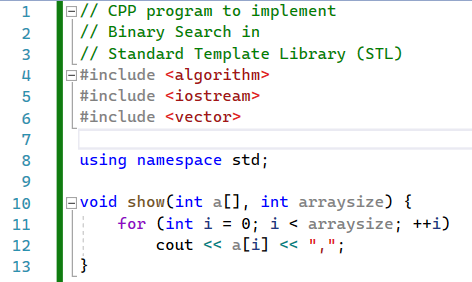 1 // CPP program to implement
2 // Binary Search in
3 // Standard Template Library (STL)
4 #include <algorithm>
5 #include <iostream>
6 #include <vector>
7
8 using namespace std;
9
10 void show(int a[], int arraysize) {
11     for (int i = 0; i < arraysize; ++i)
12         cout << a[i] << ",";
13 }